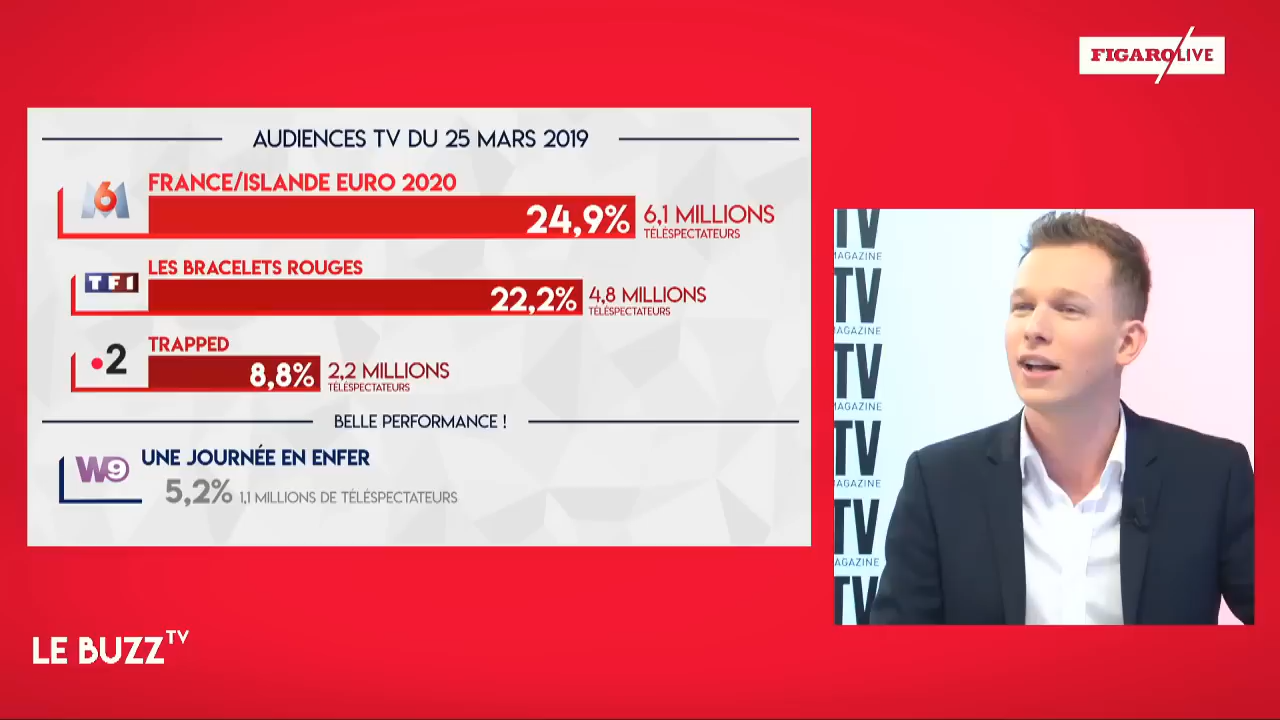 FIGARO LIVE
AUDIENCES TV DU 25 MARS 2019
M6
FRANCE/ISLANDE EURO 2020
24,9% 6,1 MILLIONS
TÉLÉSPECTATEURS
TF1
LES BRACELETS ROUGES
22,2% 4,8 MILLIONS
TÉLÉSPECTATEURS
2
TRAPPED
8,8% 2,2 MILLIONS
TÉLÉSPECTATEURS
BELLE PERFORMANCE !
W9
UNE JOURNÉE EN ENFER
5,2% 1,1 MILLIONS DE TÉLÉSPECTATEURS
TV
MAGAZINE
TV
MAGAZINE
TV
MAGAZINE
TV
MAGAZINE
TV
MAGAZINE
TV
LE BUZZ TV